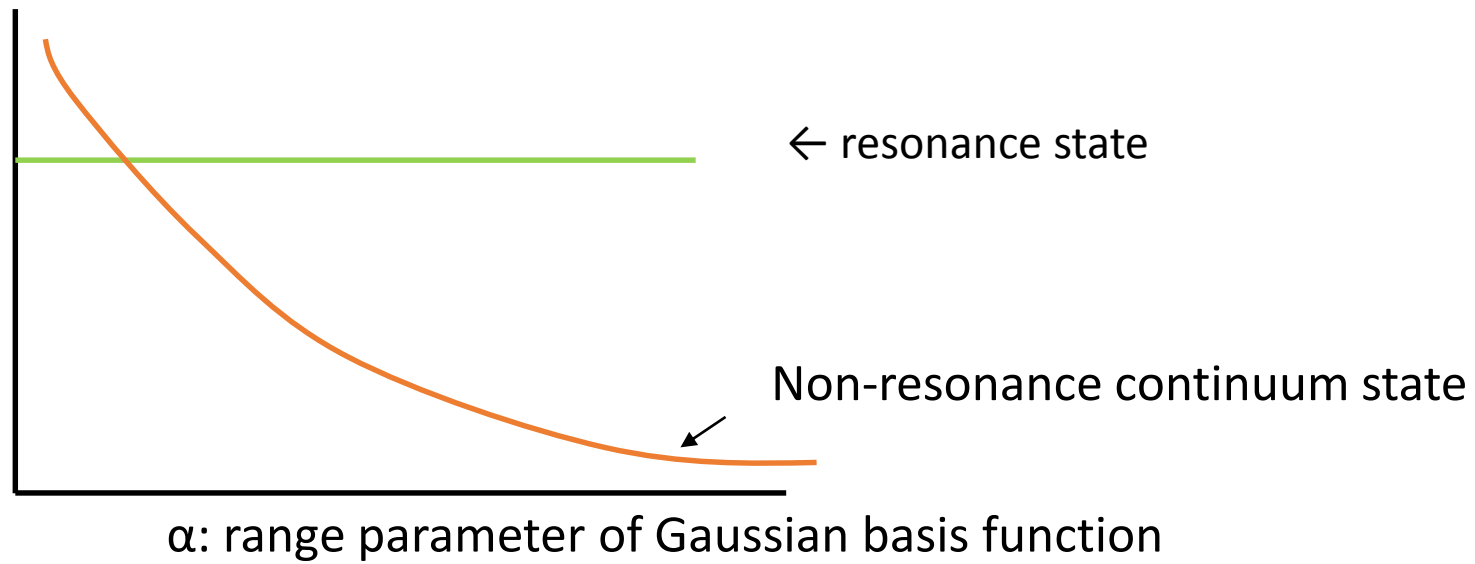 ← resonance state
Non-resonance continuum state
α: range parameter of Gaussian basis function